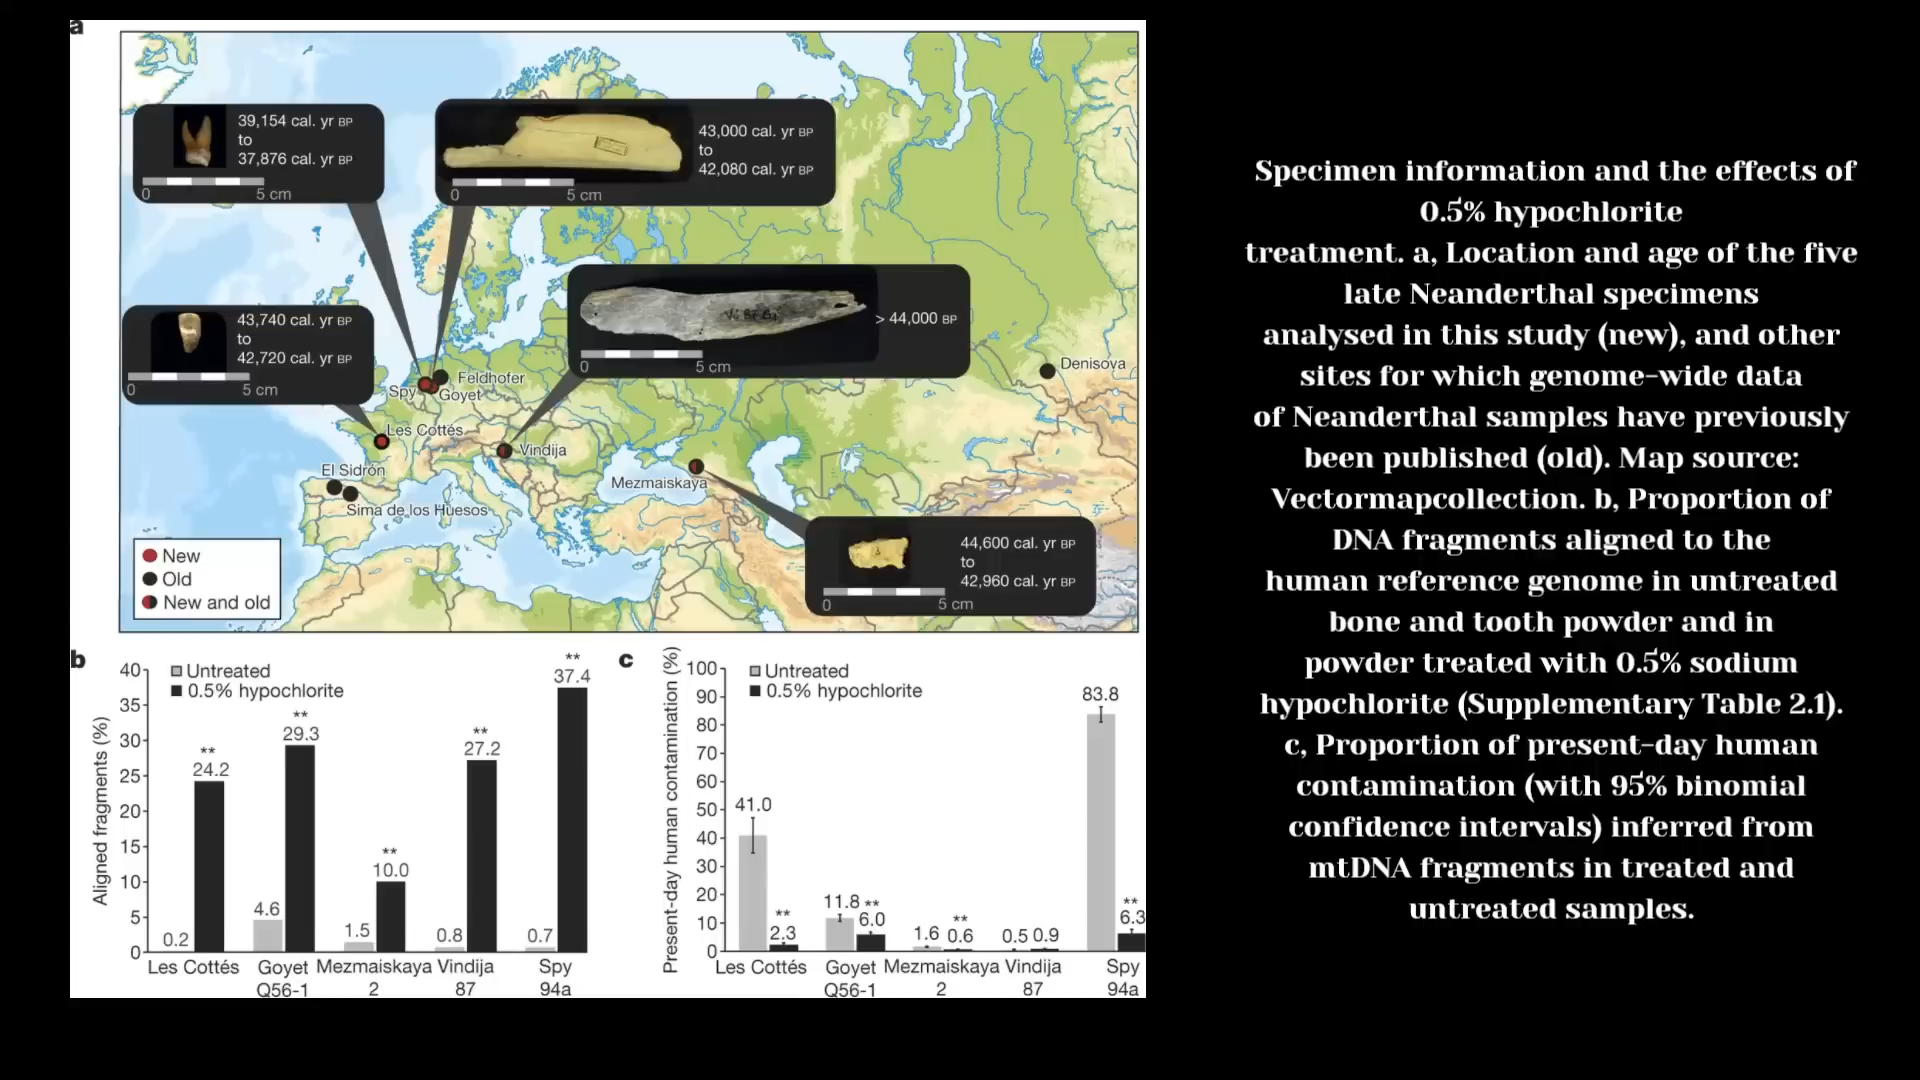 a
39,154 cal. yr BP
to
37,876 cal. yr BP
0 5 cm
43,000 cal. yr BP
to
42,080 cal. yr BP
0 5 cm
43,740 cal. yr BP
to
42,720 cal. yr BP
0 5 cm
> 44,000 BP
0 5 cm
Denisova
Feldhofer
Spy
Goyet
Les Cottés
Vindija
El Sidrón
Mezmaiskaya
Sima de los Huesos
44,600 cal. yr BP
to
42,960 cal. yr BP
0 5 cm
New
Old
New and old
b
Aligned fragments (%)
40
35
30
25
20
15
10
5
0
Untreated
0.5% hypochlorite
0.2
**
24.2
4.6
**
29.3
1.5
**
10.0
0.8
**
27.2
0.7
**
37.4
Les Cottés
Goyet
Q56-1
Mezmaiskaya
2
Vindija
87
Spy
94a
c
Present-day human contamination (%)
100
90
80
70
60
50
40
30
20
10
0
Untreated
0.5% hypochlorite
41.0
**
2.3
11.8
**
6.0
1.6
**
0.6
0.5
0.9
83.8
**
6.3
Les Cottés
Goyet
Q56-1
Mezmaiskaya
2
Vindija
87
Spy
94a
Specimen information and the effects of
0.5% hypochlorite
treatment. a, Location and age of the five
late Neanderthal specimens
analysed in this study (new), and other
sites for which genome-wide data
of Neanderthal samples have previously
been published (old). Map source:
Vectormapcollection. b, Proportion of
DNA fragments aligned to the
human reference genome in untreated
bone and tooth powder and in
powder treated with 0.5% sodium
hypochlorite (Supplementary Table 2.1).
c, Proportion of present-day human
contamination (with 95% binomial
confidence intervals) inferred from
mtDNA fragments in treated and
untreated samples.